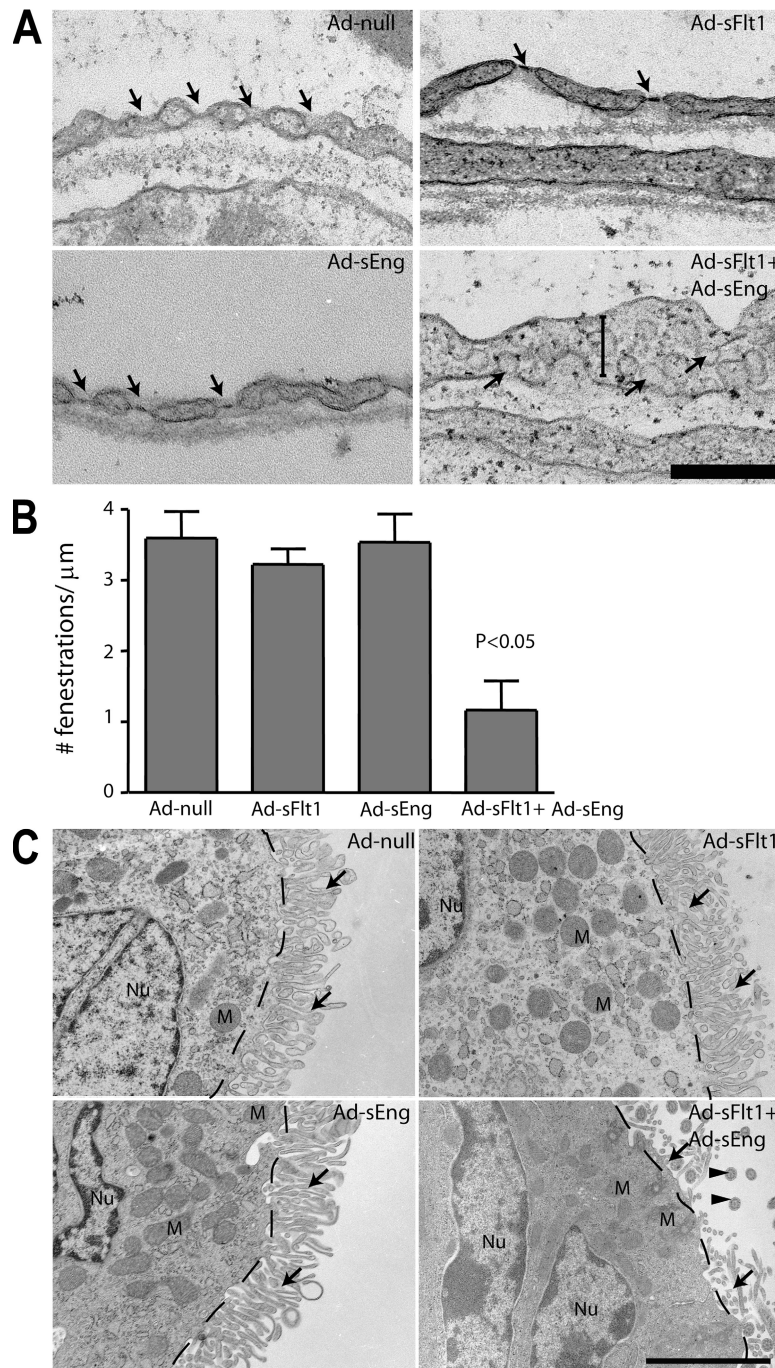 A
Ad-null
Ad-sFlt1
Ad-sEng
Ad-sFlt1+
Ad-sEng
B
# fenestrations/ μm
4
3
2
1
0
P<0.05
Ad-null
Ad-sFlt1
Ad-sEng
Ad-sFlt1+ Ad-sEng
C
Ad-null
Nu
M
Ad-sFlt1
Nu
M
M
Ad-sEng
M
Nu
M
Ad-sFlt1+
Ad-sEng
M
M
Nu
Nu